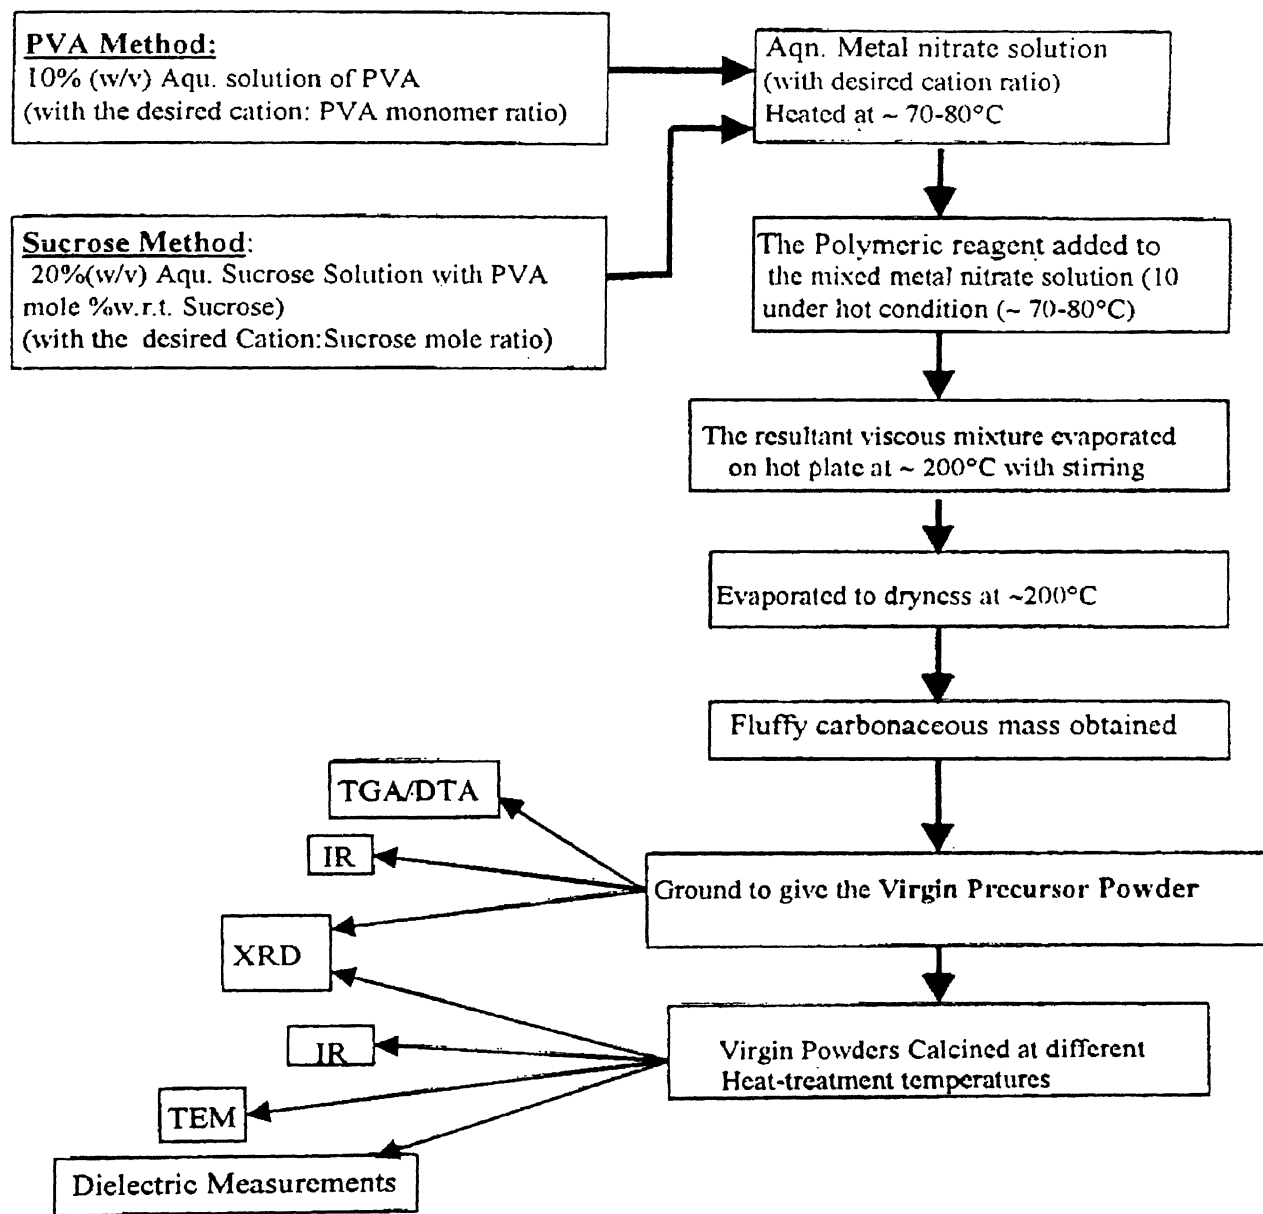 PVA Method:
10% (w/v) Aqu. solution of PVA
(with the desired cation: PVA monomer ratio)
Aqn. Metal nitrate solution
(with desired cation ratio)
Heated at ~ 70-80°C
Sucrose Method:
20%(w/v) Aqu. Sucrose Solution with PVA
mole %w.r.t. Sucrose)
(with the desired Cation:Sucrose mole ratio)
The Polymeric reagent added to
the mixed metal nitrate solution (10
under hot condition (~ 70-80°C)
The resultant viscous mixture evaporated
on hot plate at ~ 200°C with stirring
Evaporated to dryness at ~200°C
Fluffy carbonaceous mass obtained
TGA/DTA
IR
XRD
Ground to give the Virgin Precursor Powder
IR
TEM
Dielectric Measurements
Virgin Powders Calcined at different
Heat-treatment temperatures